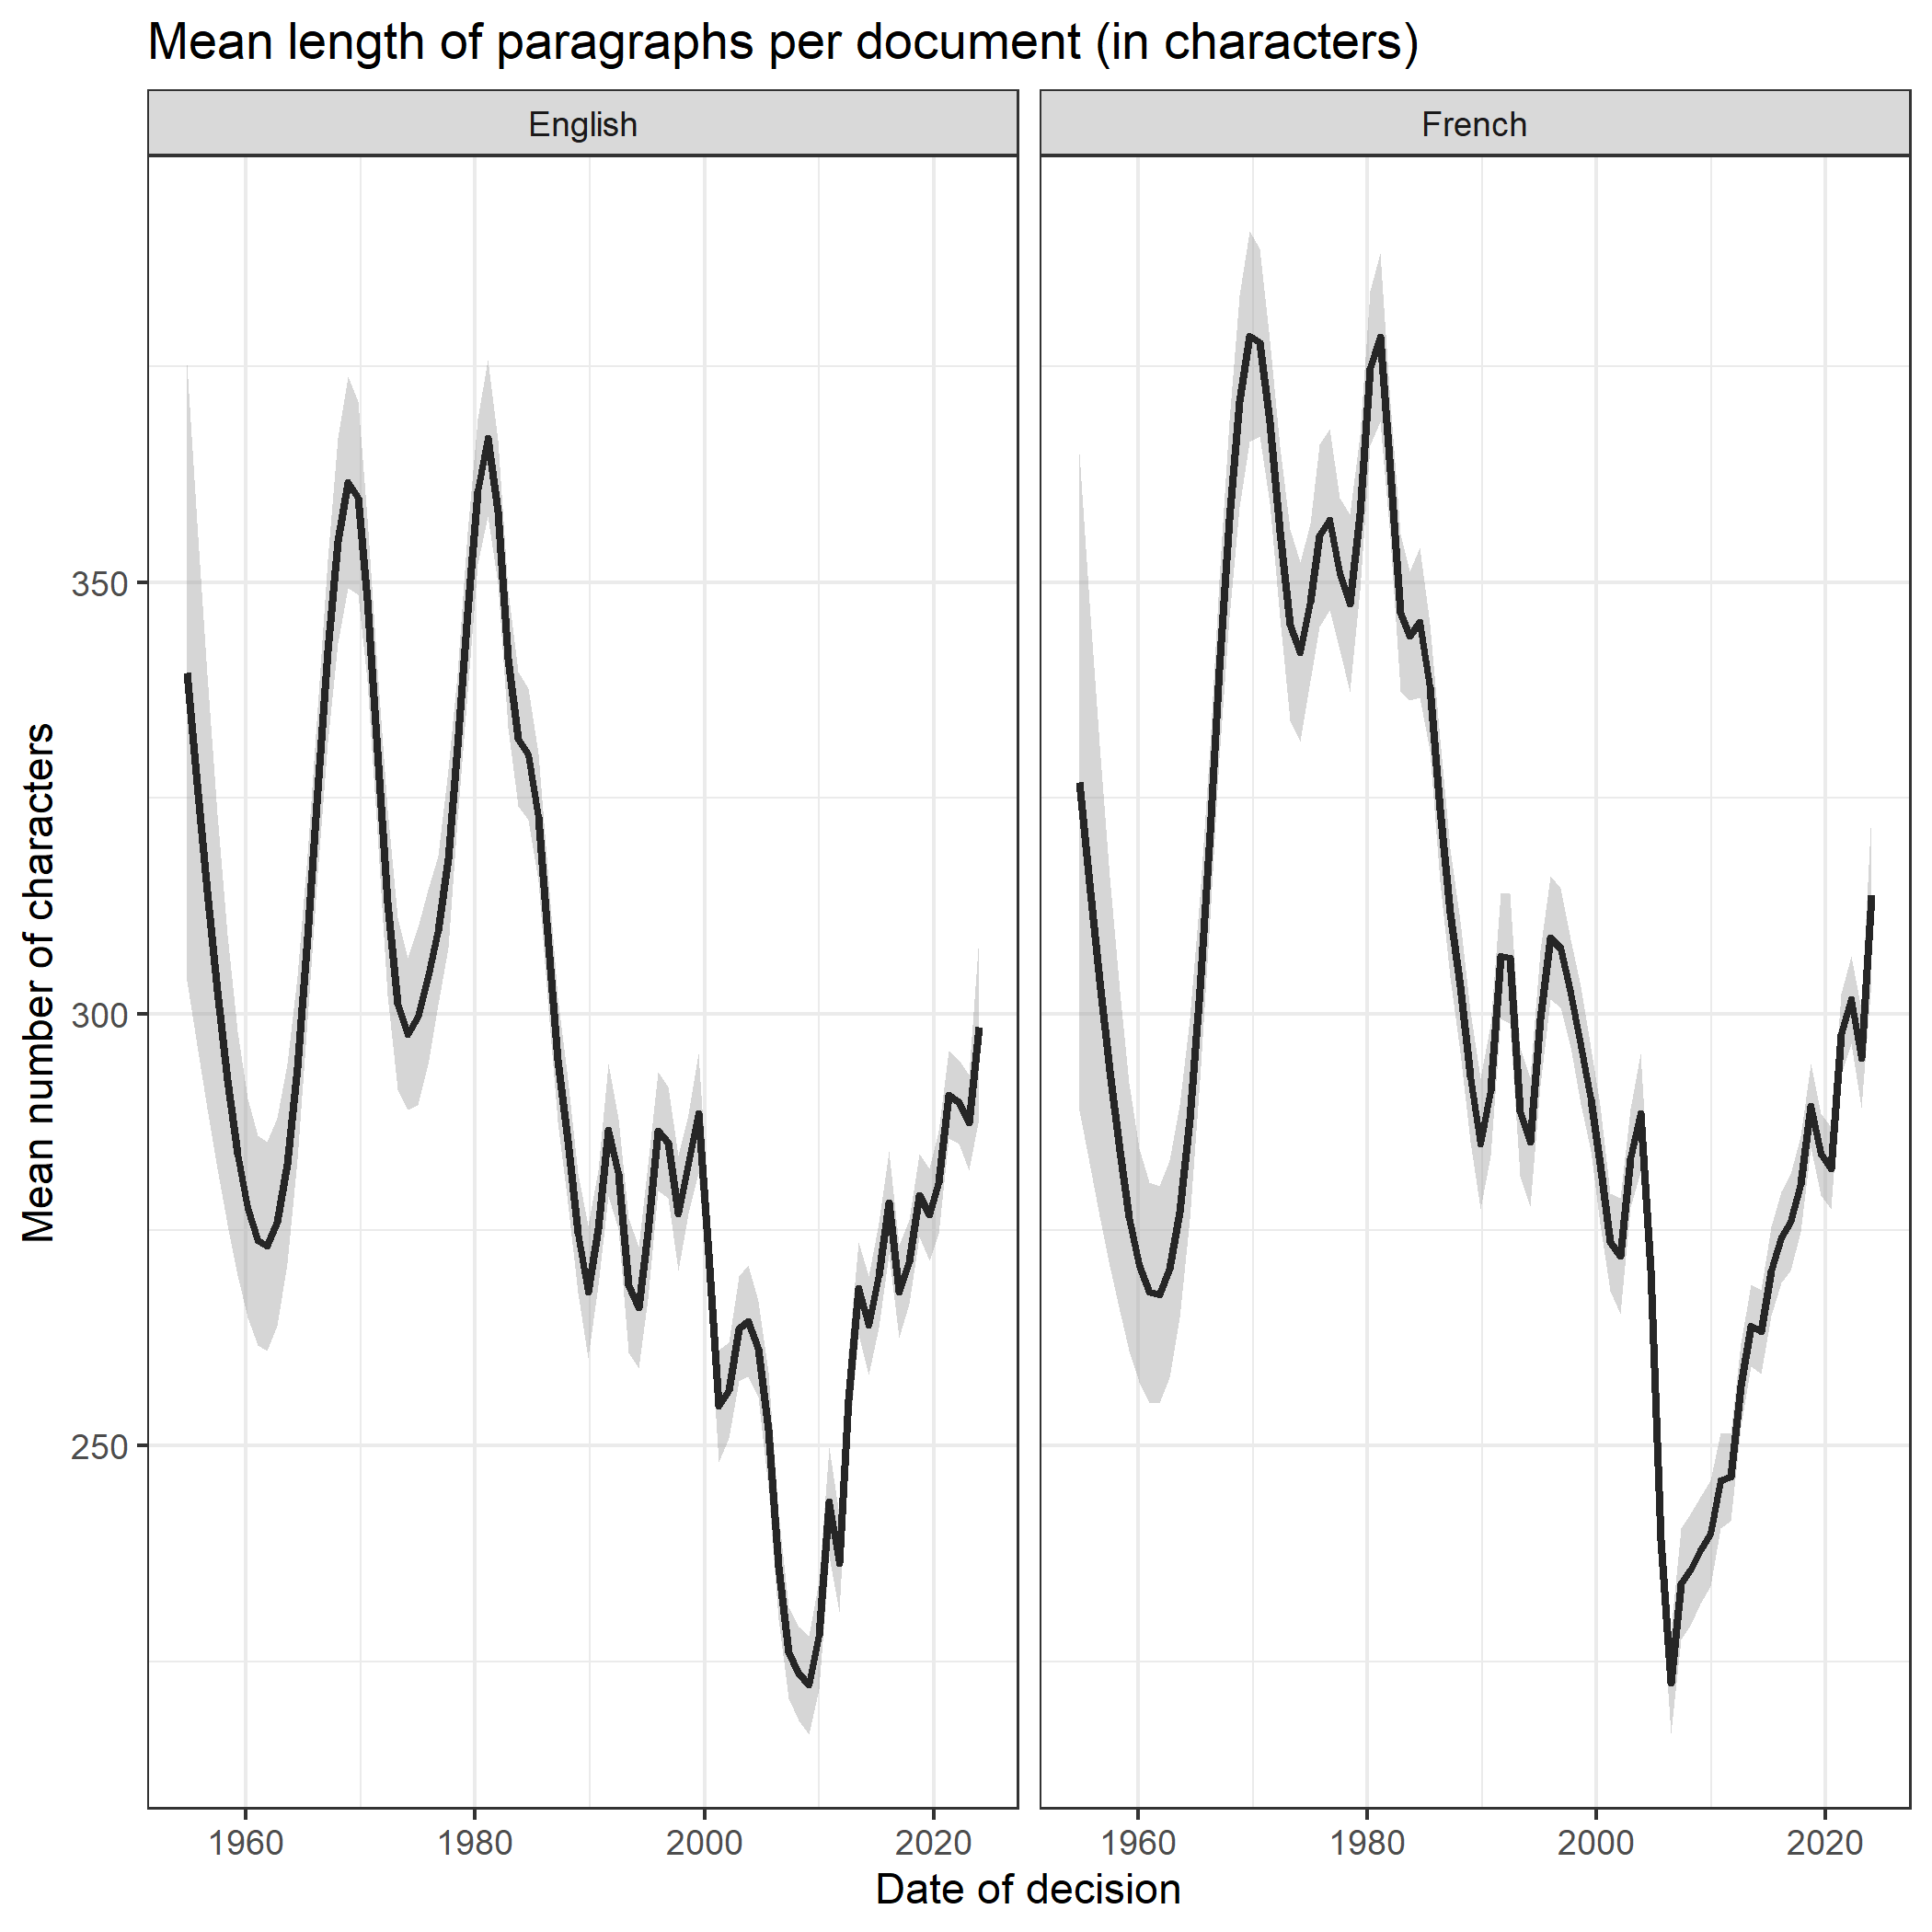 Mean length of paragraphs per document (in characters)
English
French
Mean number of characters
350
300
250
1960 1980 2000 2020
1960 1980 2000 2020
Date of decision